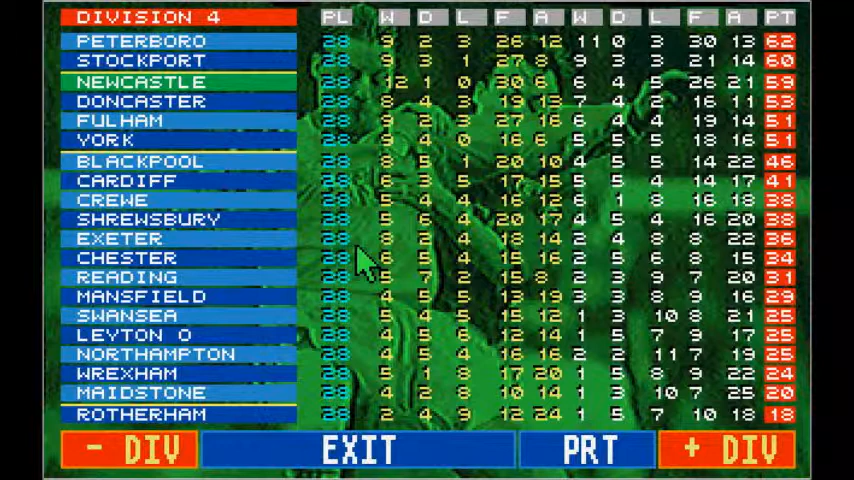 DIVISION 4 PL W D L F A W D L F A PT
PETERBORO 28 9 2 3 26 12 11 0 3 30 13 62
STOCKPORT 28 9 3 1 27 8 9 3 3 21 14 60
NEWCASTLE 28 12 1 0 30 6 6 4 5 26 21 59
DONCASTER 28 8 4 3 19 13 7 4 2 16 11 53
FULHAM 28 9 2 3 27 16 6 4 4 19 14 51
YORK 28 9 4 0 16 6 5 5 5 18 16 51
BLACKPOOL 28 8 5 1 20 10 4 5 5 14 22 46
CARDIFF 28 6 3 5 17 15 5 5 4 14 17 41
CREWE 28 5 4 4 16 12 6 1 8 16 18 38
SHREWSBURY 28 5 6 4 20 17 4 5 4 16 20 38
EXETER 28 8 2 4 18 14 2 4 8 8 22 36
CHESTER 28 6 5 4 15 16 2 5 6 8 15 34
READING 28 5 7 2 15 8 2 3 9 7 20 31
MANSFIELD 28 4 5 5 13 19 3 3 8 9 16 29
SWANSEA 28 5 4 5 15 12 1 3 10 8 21 25
LEYTON O 28 4 5 6 12 14 1 5 7 9 17 25
NORTHAMPTON 28 4 5 4 16 16 2 2 11 7 19 25
WREXHAM 28 5 1 8 17 20 1 5 8 9 22 24
MAIDSTONE 28 4 2 8 10 14 1 3 10 7 25 20
ROTHERHAM 28 2 4 9 12 24 1 5 7 10 18 18
- DIV EXIT PRT + DIV